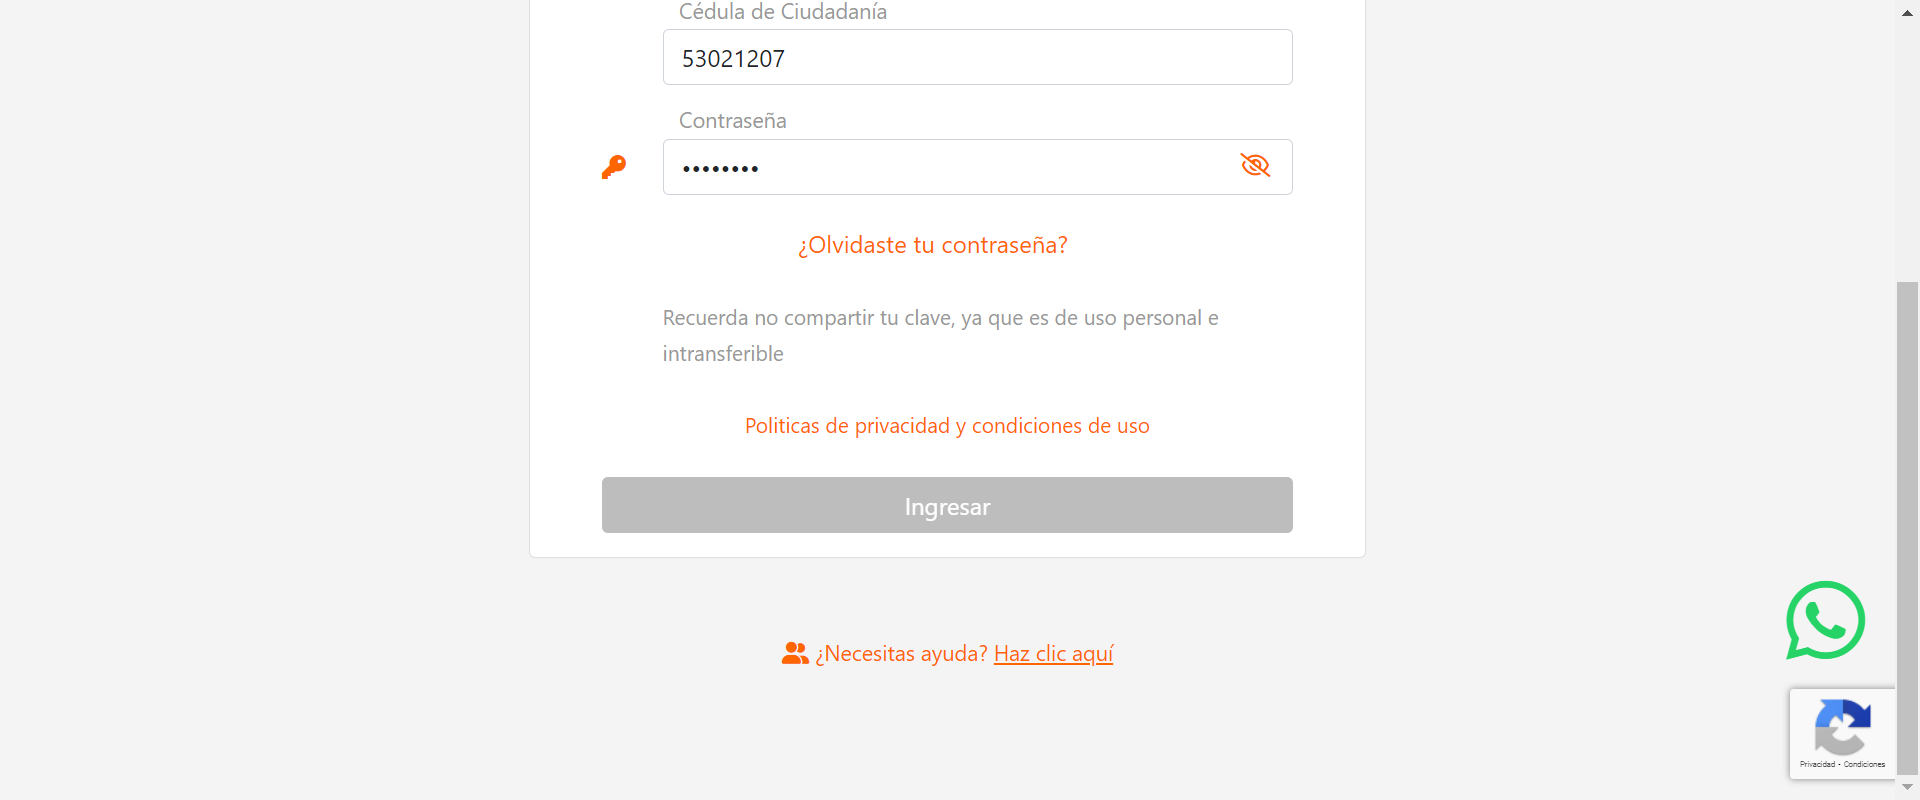 Cédula de Ciudadanía
53021207
Contraseña
••••••••
¿Olvidaste tu contraseña?
Recuerda no compartir tu clave, ya que es de uso personal e
intransferible
Politicas de privacidad y condiciones de uso
Ingresar
¿Necesitas ayuda? Haz clic aquí
Privacidad - Condiciones